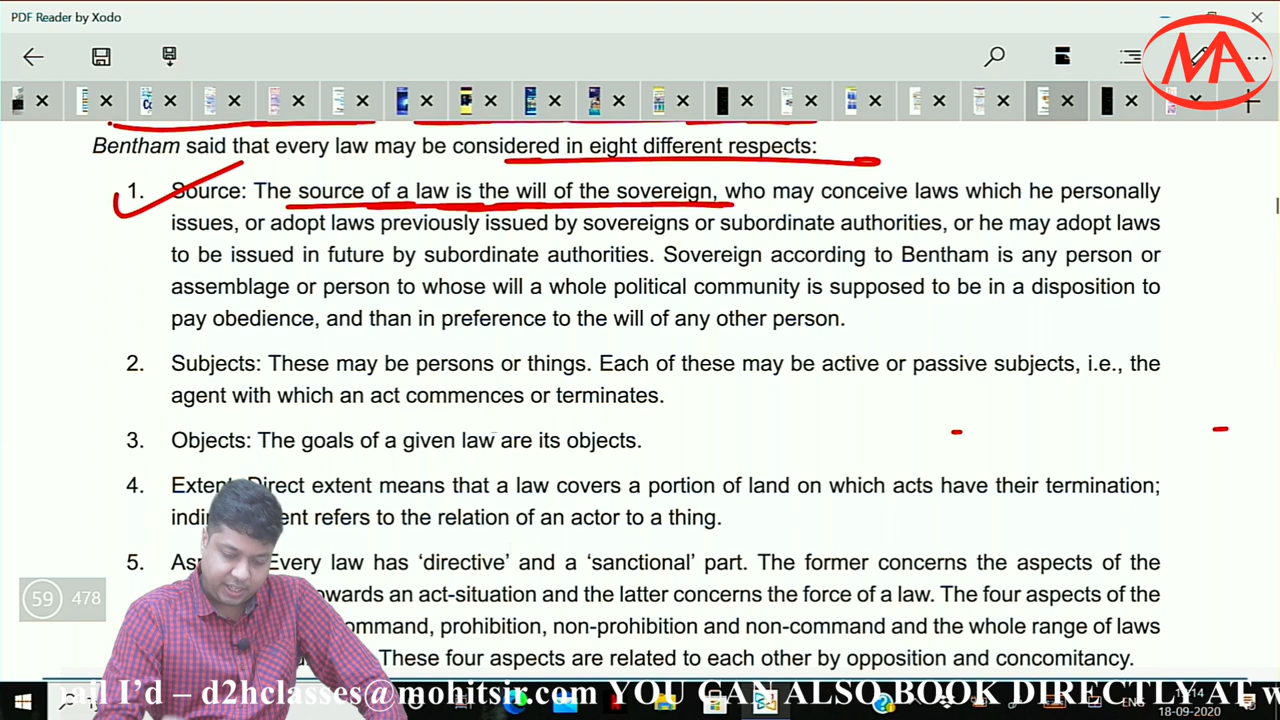 PDF Reader by Xodo
MA
Bentham said that every law may be considered in eight different respects:
1. Source: The source of a law is the will of the sovereign, who may conceive laws which he personally
issues, or adopt laws previously issued by sovereigns or subordinate authorities, or he may adopt laws
to be issued in future by subordinate authorities. Sovereign according to Bentham is any person or
assemblage or person to whose will a whole political community is supposed to be in a disposition to
pay obedience, and than in preference to the will of any other person.
2. Subjects: These may be persons or things. Each of these may be active or passive subjects, i.e., the
agent with which an act commences or terminates.
3. Objects: The goals of a given law are its objects.
4. Extent: Direct extent means that a law covers a portion of land on which acts have their termination;
refers to the relation of an actor to a thing.
5. Every law has ‘directive’ and a ‘sanctional’ part. The former concerns the aspects of the
towards an act-situation and the latter concerns the force of a law. The four aspects of the
command, prohibition, non-prohibition and non-command and the whole range of laws
These four aspects are related to each other by opposition and concomitancy.
59 478
I'd – d2hclasses@mohitsir.com YOU CAN ALSO BOOK DIRECTLY AT
ENG
18-09-2020